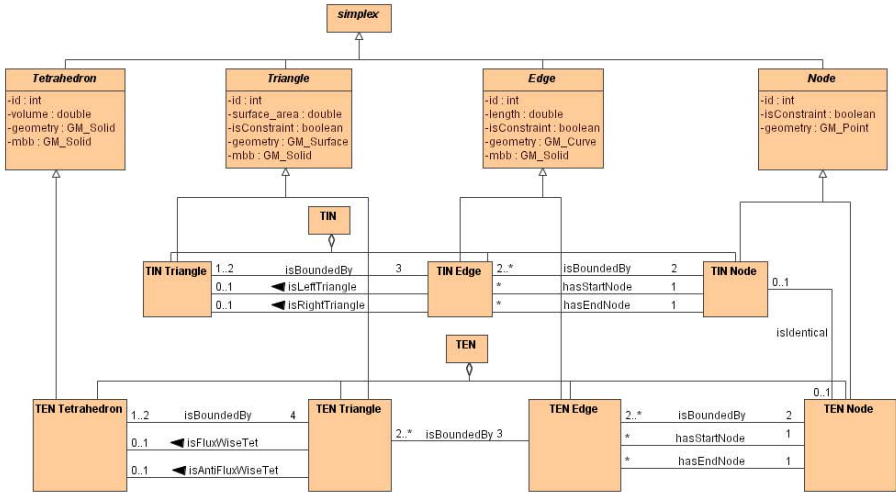 simplex
Tetrahedron
-id : int
-volume : double
-geometry : GM_Solid
-mbb : GM_Solid
Triangle
-id : int
-surface_area : double
-isConstraint : boolean
-geometry : GM_Surface
-mbb : GM_Solid
Edge
-id : int
-length : double
-isConstraint : boolean
-geometry : GM_Curve
-mbb : GM_Solid
Node
-id : int
-isConstraint : boolean
-geometry : GM_Point
TIN
TIN Triangle
1..2 isBoundedBy 3
0..1 isLeftTriangle
0..1 isRightTriangle
TIN Edge
2..* isBoundedBy 2
* hasStartNode 1
* hasEndNode 1
TIN Node
0..1
isIdentical
0..1
TEN
TEN Tetrahedron
1..2 isBoundedBy 4
0..1 isFluxWiseTet
0..1 isAntiFluxWiseTet
TEN Triangle
2..* isBoundedBy 3
TEN Edge
2..* isBoundedBy 2
* hasStartNode 1
* hasEndNode 1
TEN Node